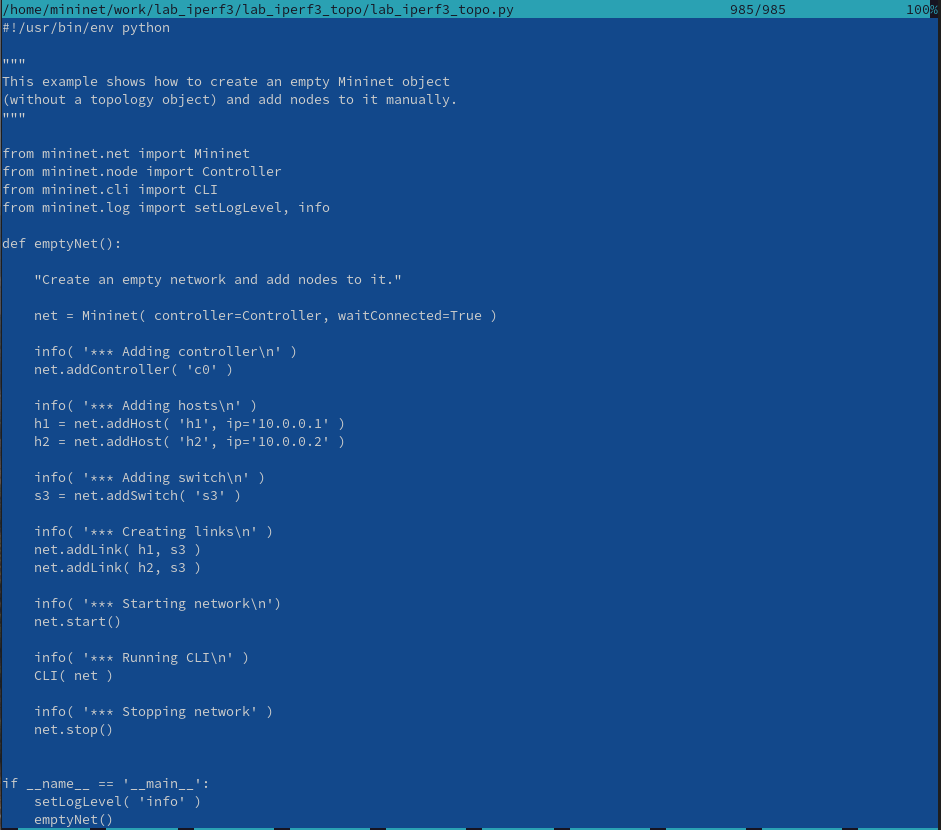 /home/mininet/work/lab_iperf3/lab_iperf3_topo/lab_iperf3_topo.py 985/985 100%
#!/usr/bin/env python

"""
This example shows how to create an empty Mininet object
(without a topology object) and add nodes to it manually.
"""

from mininet.net import Mininet
from mininet.node import Controller
from mininet.cli import CLI
from mininet.log import setLogLevel, info

def emptyNet():

    "Create an empty network and add nodes to it."

    net = Mininet( controller=Controller, waitConnected=True )

    info( '*** Adding controller\n' )
    net.addController( 'c0' )

    info( '*** Adding hosts\n' )
    h1 = net.addHost( 'h1', ip='10.0.0.1' )
    h2 = net.addHost( 'h2', ip='10.0.0.2' )

    info( '*** Adding switch\n' )
    s3 = net.addSwitch( 's3' )

    info( '*** Creating links\n' )
    net.addLink( h1, s3 )
    net.addLink( h2, s3 )

    info( '*** Starting network\n')
    net.start()

    info( '*** Running CLI\n' )
    CLI( net )

    info( '*** Stopping network' )
    net.stop()


if __name__ == '__main__':
    setLogLevel( 'info' )
    emptyNet()